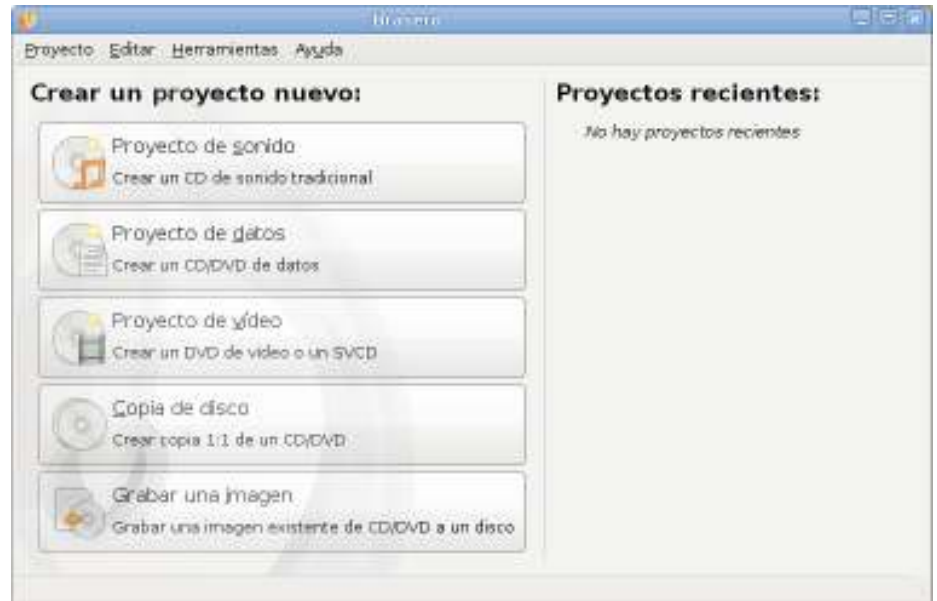 Brasero
Proyecto Editar Herramientas Ayuda
Crear un proyecto nuevo:
Proyecto de sonido
Crear un CD de sonido tradicional
Proyecto de datos
Crear un CD/DVD de datos
Proyecto de vídeo
Crear un DVD de vídeo o un SVCD
Copia de disco
Crear copia 1:1 de un CD/DVD
Grabar una imagen
Grabar una imagen existente de CD/DVD a un disco
Proyectos recientes:
No hay proyectos recientes